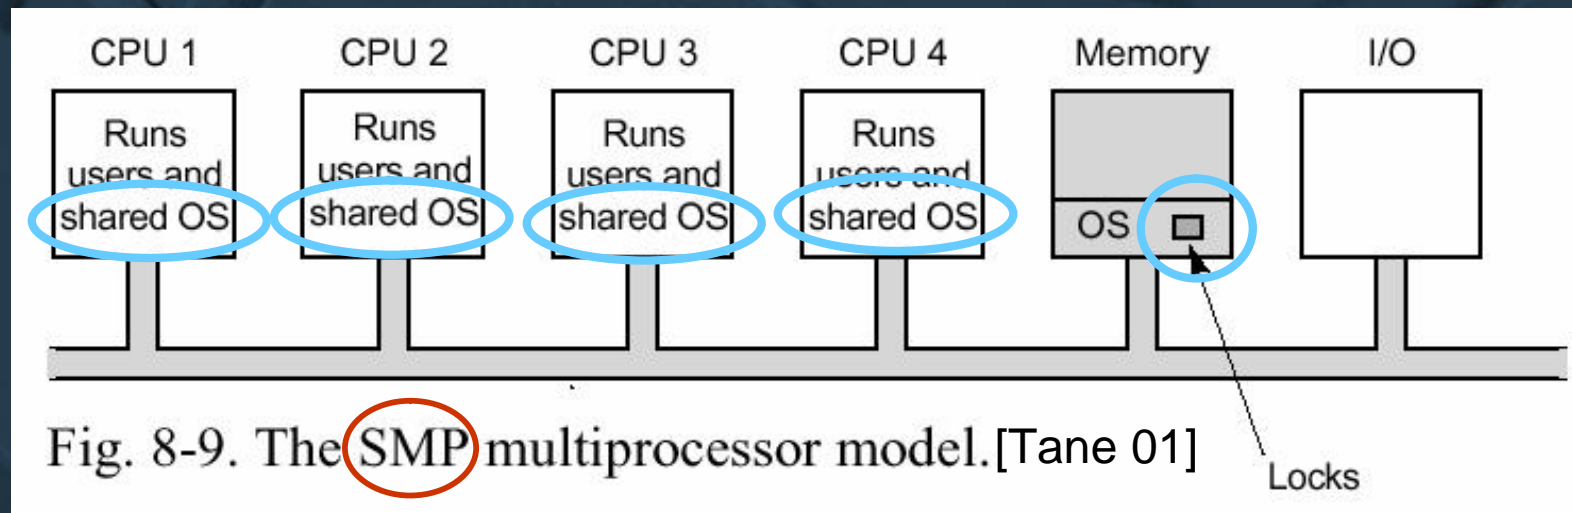 CPU 1
CPU 2
CPU 3
CPU 4
Memory
I/O
Runs
users and
shared OS
Runs
users and
shared OS
Runs
users and
shared OS
Runs
users and
shared OS
OS
Fig. 8-9. The SMP multiprocessor model.[Tane 01]
Locks